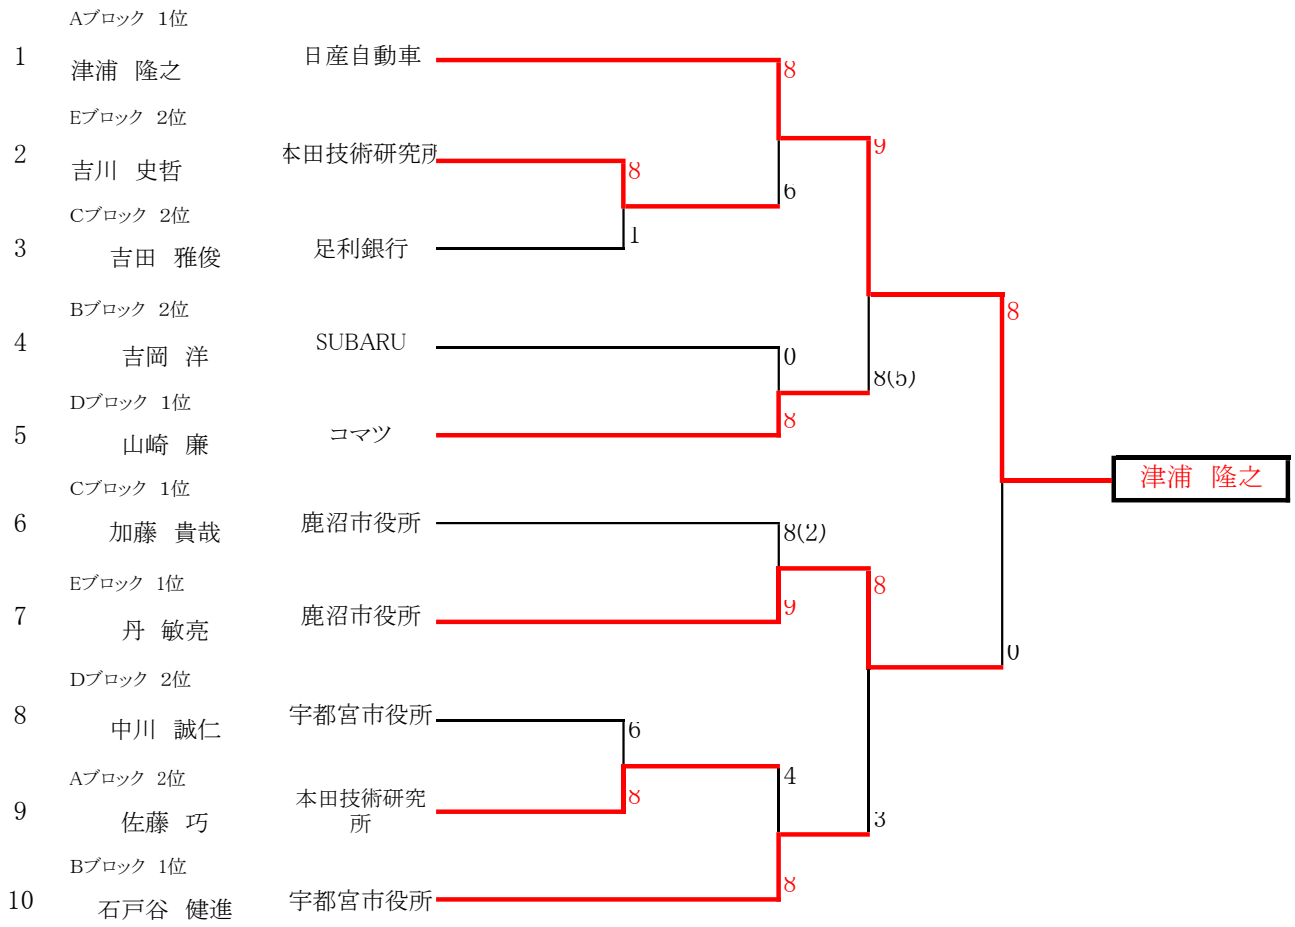 Aブロック 1位
1 津浦 隆之 日産自動車 8
Eブロック 2位
9
2 吉川 史哲 本田技術研究所 8
6
Cブロック 2位
1
3 吉田 雅俊 足利銀行
8
Bブロック 2位
4 吉岡 洋 SUBARU 0
8(5)
Dブロック 1位
8
5 山崎 廉 コマツ
津浦 隆之
Cブロック 1位
6 加藤 貴哉 鹿沼市役所 8(2)
Eブロック 1位
8
9
7 丹 敏亮 鹿沼市役所
0
Dブロック 2位
8 中川 誠仁 宇都宮市役所 6
Aブロック 2位
4
8
9 佐藤 巧 本田技術研究
所
3
Bブロック 1位
8
10 石戸谷 健進 宇都宮市役所